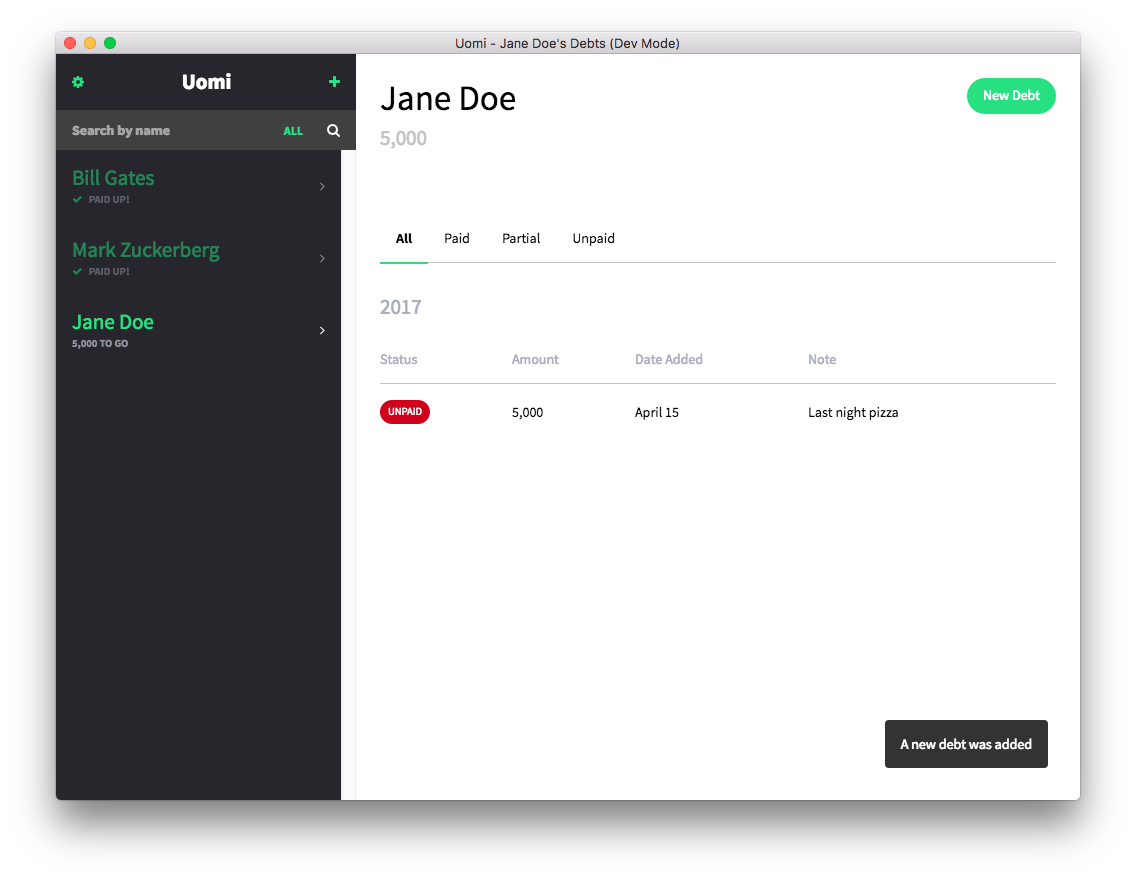 Uomi - Jane Doe's Debts (Dev Mode)
Uomi
Search by name ALL
Bill Gates
PAID UP!
Mark Zuckerberg
PAID UP!
Jane Doe
5,000 TO GO
Jane Doe
New Debt
5,000
All Paid Partial Unpaid
2017
Status Amount Date Added Note
UNPAID 5,000 April 15 Last night pizza
A new debt was added